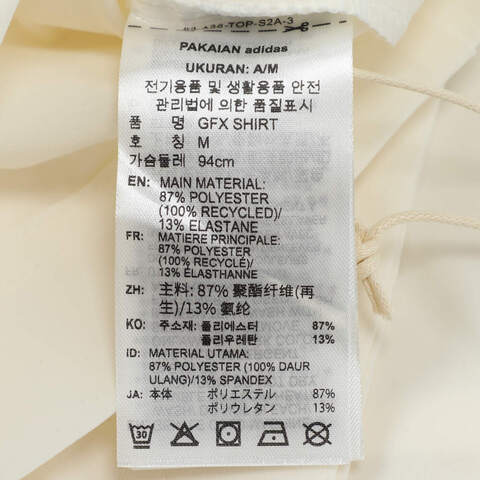 -TOP-S2A-3
PAKAIAN adidas
UKURAN: A/M
전기용품 및 생활용품 안전
관리법에 의한 품질표시
품 명 GFX SHIRT
호 칭 M
가슴둘레 94cm
EN: MAIN MATERIAL:
87% POLYESTER
(100% RECYCLED)/
13% ELASTANE
FR: MATIERE PRINCIPALE:
87% POLYESTER
(100% RECYCLÉ)/
13% ÉLASTHANNE
ZH: 主料: 87% 聚酯纤维(再
生)/13% 氨纶
KO: 주소재: 폴리에스터 87%
폴리우레탄 13%
ID: MATERIAL UTAMA:
87% POLYESTER (100% DAUR
ULANG)/13% SPANDEX
JA: 本体 ポリエステル 87%
ポリウレタン 13%
30